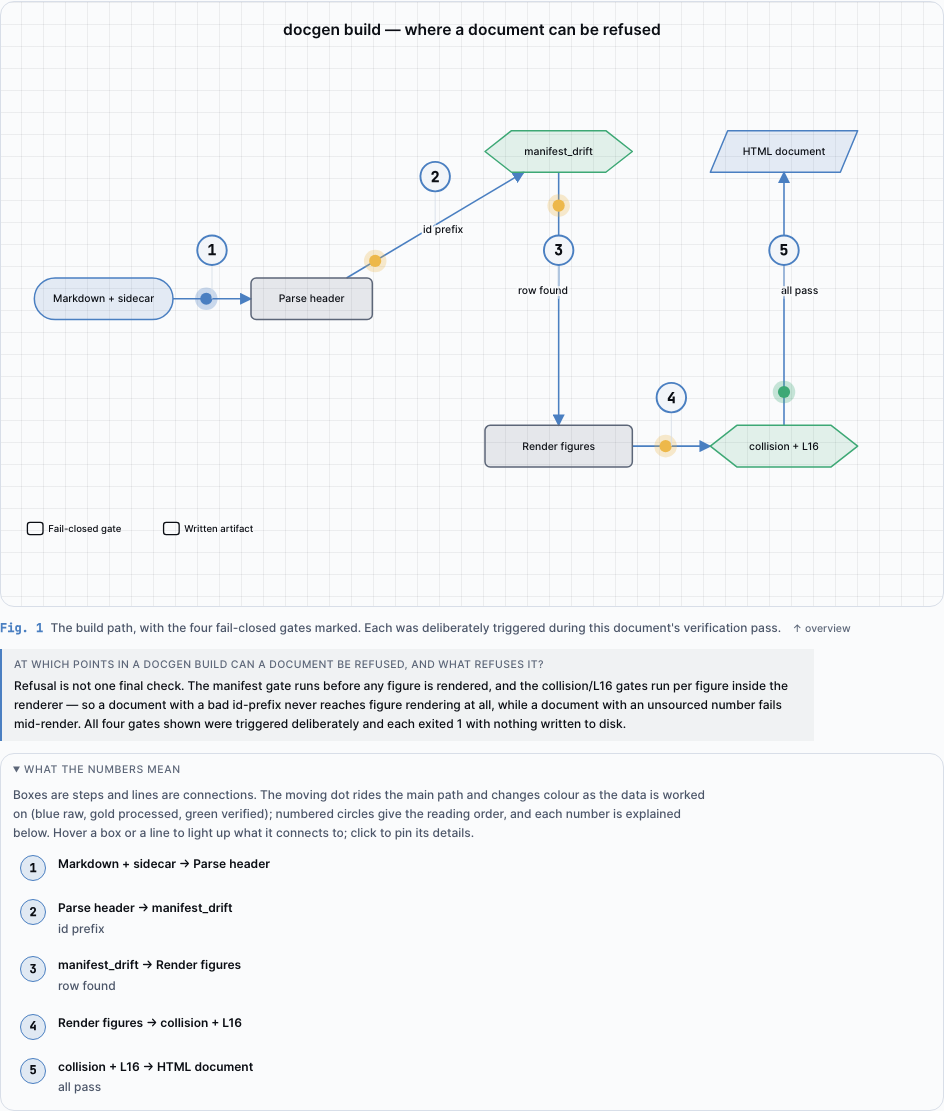 docgen build — where a document can be refused
manifest_drift
HTML document
2
id prefix
1
3
5
row found
all pass
Markdown + sidecar
Parse header
4
Render figures
collision + L16
Fail-closed gate
Written artifact
Fig. 1 The build path, with the four fail-closed gates marked. Each was deliberately triggered during this document's verification pass. ↑ overview
AT WHICH POINTS IN A DOCGEN BUILD CAN A DOCUMENT BE REFUSED, AND WHAT REFUSES IT?
Refusal is not one final check. The manifest gate runs before any figure is rendered, and the collision/L16 gates run per figure inside the
renderer — so a document with a bad id-prefix never reaches figure rendering at all, while a document with an unsourced number fails
mid-render. All four gates shown were triggered deliberately and each exited 1 with nothing written to disk.
▼ WHAT THE NUMBERS MEAN
Boxes are steps and lines are connections. The moving dot rides the main path and changes colour as the data is worked
on (blue raw, gold processed, green verified); numbered circles give the reading order, and each number is explained
below. Hover a box or a line to light up what it connects to; click to pin its details.
1 Markdown + sidecar → Parse header
2 Parse header → manifest_drift
id prefix
3 manifest_drift → Render figures
row found
4 Render figures → collision + L16
5 collision + L16 → HTML document
all pass